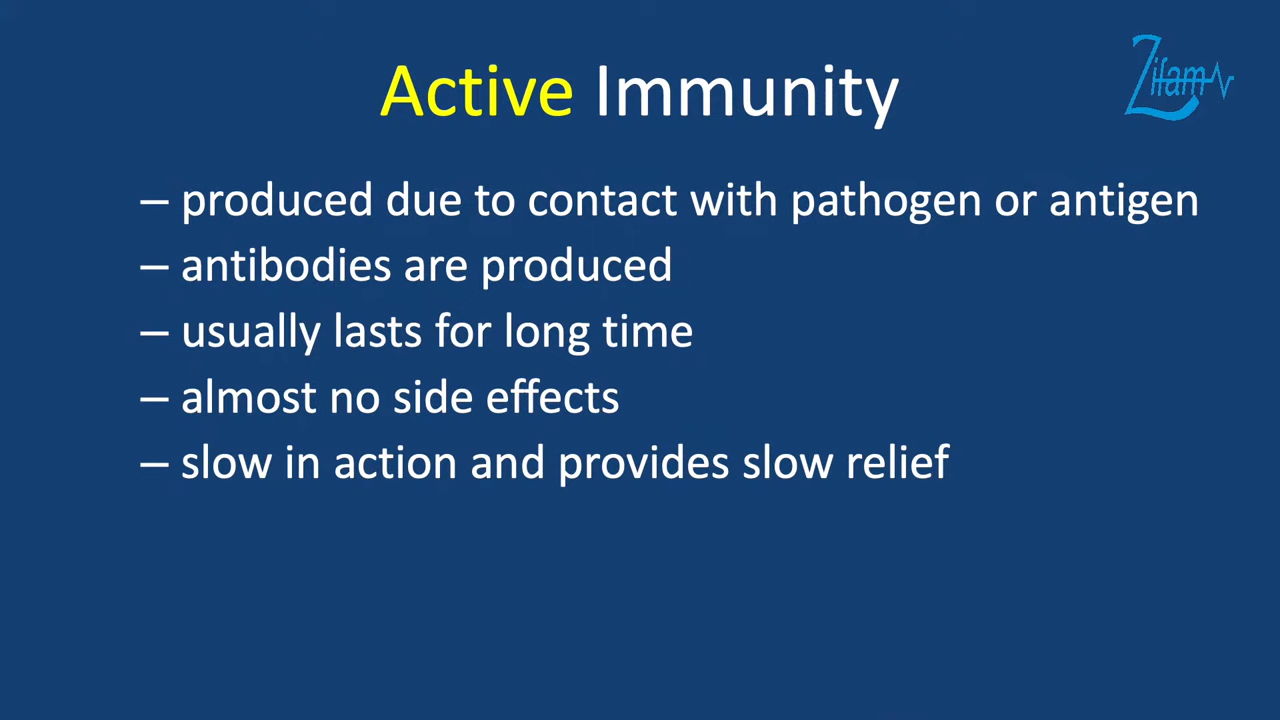 Zifam
Active Immunity
– produced due to contact with pathogen or antigen
– antibodies are produced
– usually lasts for long time
– almost no side effects
– slow in action and provides slow relief